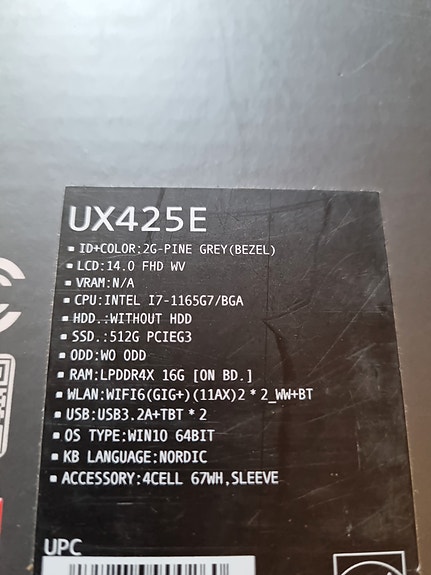 UX425E
▪ ID+COLOR:2G-PINE GREY(BEZEL)
▪ LCD:14.0 FHD WV
▪ VRAM:N/A
▪ CPU:INTEL I7-1165G7/BGA
▪ HDD.:WITHOUT HDD
▪ SSD.:512G PCIEG3
▪ ODD:WO ODD
▪ RAM:LPDDR4X 16G [ON BD.]
▪ WLAN:WIFI6(GIG+)(11AX)2*2_WW+BT
▪ USB:USB3.2A+TBT*2
▪ OS TYPE:WIN10 64BIT
▪ KB LANGUAGE:NORDIC
▪ ACCESSORY:4CELL 67WH,SLEEVE
UPC